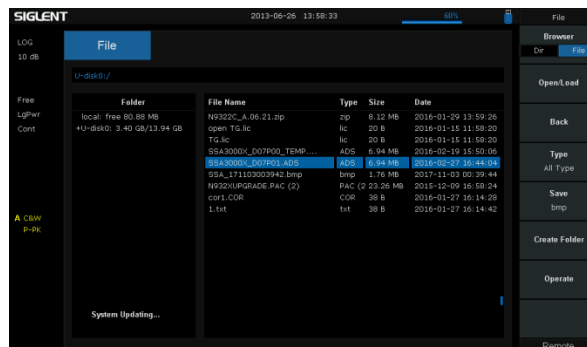 SIGLENT 2013-06-26 13:58:33 60% File
LOG
10 dB
File
U-disk0:/
Free
LgPwr
Cont
A C&W
P-PK
Folder
local: free 80.88 MB
+U-disk0: 3.40 GB/13.94 GB
System Updating...
File Name Type Size Date
N9322C_A.06.21.zip zip 8.12 MB 2016-01-29 13:59:26
open TG.lic lic 20 B 2016-01-15 11:58:20
TG.lic lic 20 B 2016-01-15 11:58:20
SSA3000X_D07P00_TEMP.... ADS 6.94 MB 2016-02-19 15:50:06
SSA3000X_D07P01.ADS ADS 6.94 MB 2016-02-27 16:44:04
SSA_171103003942.bmp bmp 1.76 MB 2017-11-03 00:39:44
N932XUPGRADE.PAC (2) PAC (2 23.26 MB 2015-12-09 16:58:24
cor1.COR COR 38 B 2016-01-27 16:14:28
1.txt txt 38 B 2016-01-27 16:14:42
Browser
Dir File
Open/Load
Back
Type
All Type
Save
bmp
Create Folder
Operate
Remote